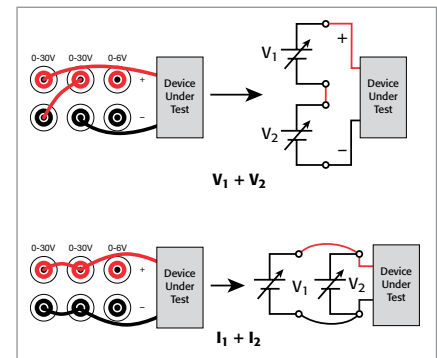 0-30V 0-30V 0-6V
+
−
Device
Under
Test
V1
V2
+
−
Device
Under
Test
V1 + V2
0-30V 0-30V 0-6V
+
−
Device
Under
Test
V1
V2
Device
Under
Test
I1 + I2